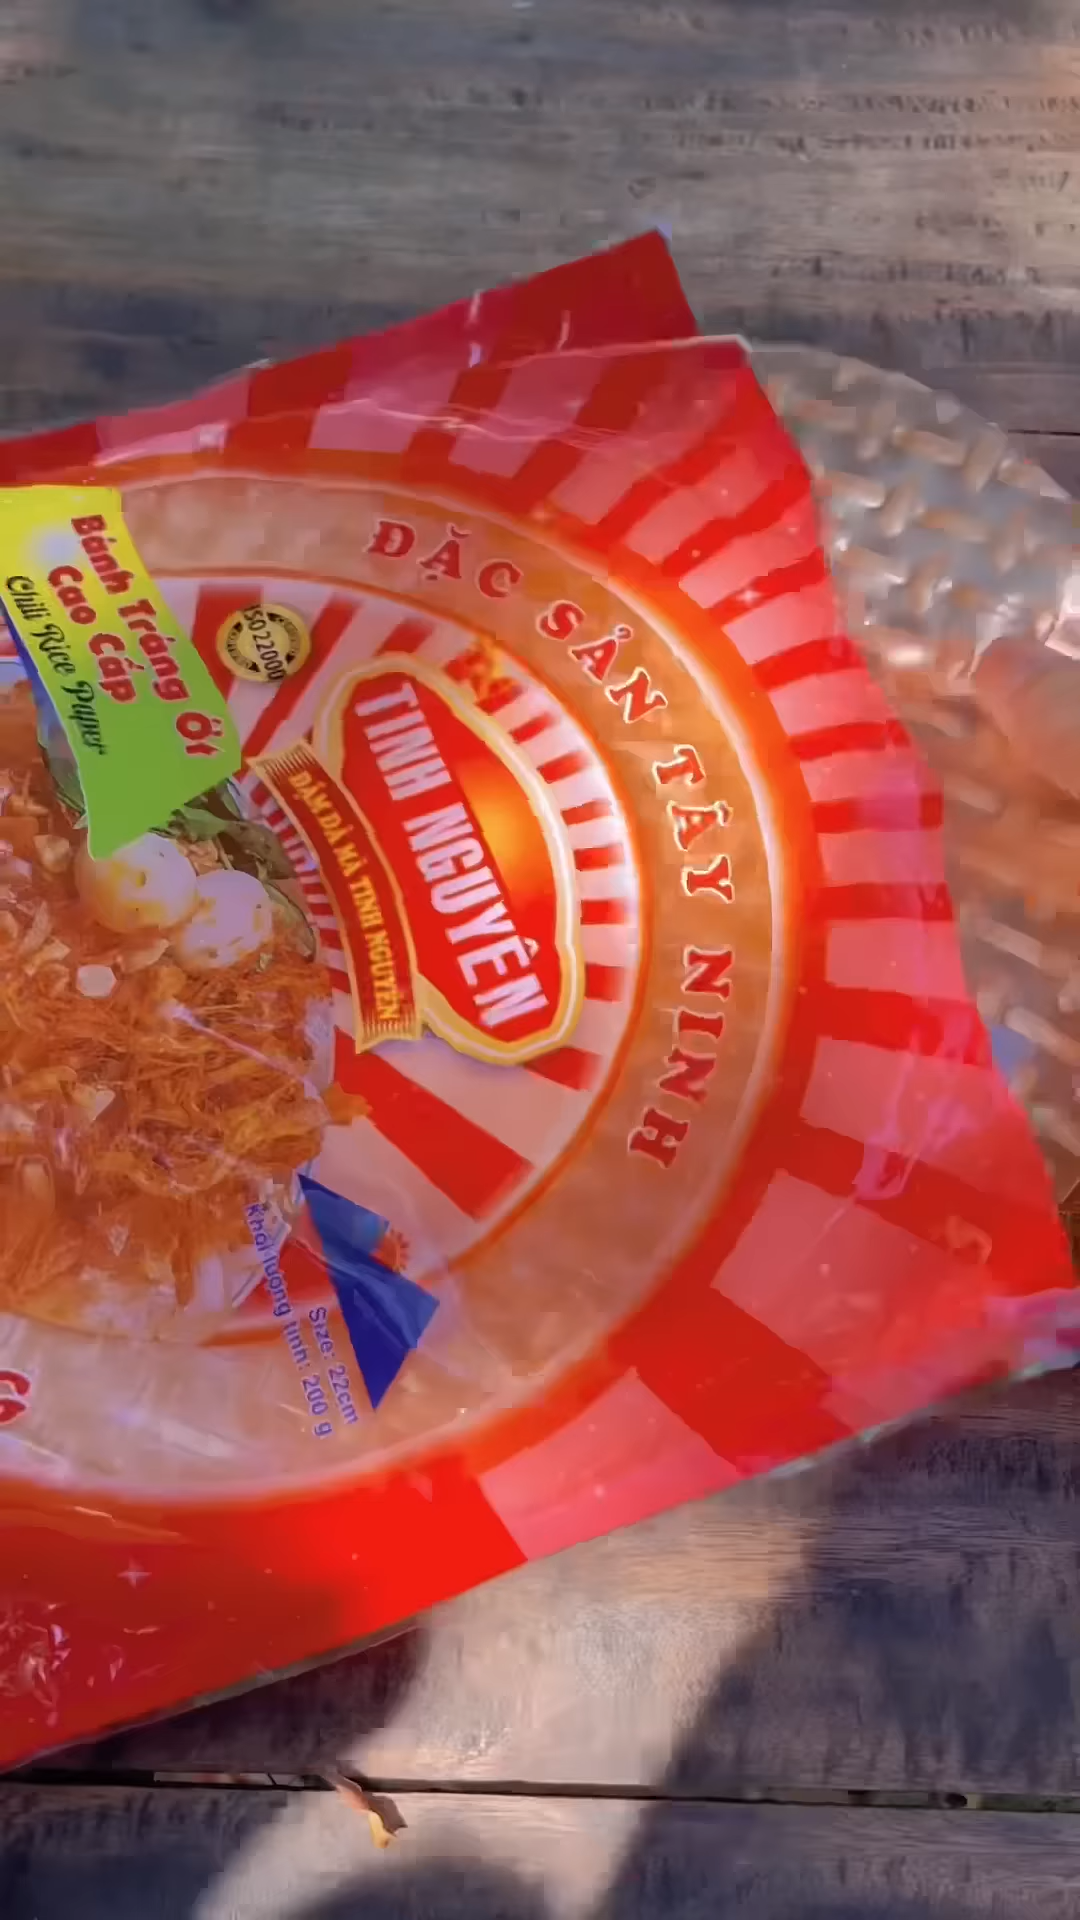 ĐẶC SẢN TÂY NINH
Bánh Tráng Ớt
Cao Cấp
Chili Rice Paper
ISO 22000
TINH NGUYÊN
ĐẬM ĐÀ MÀ TINH NGUYÊN
Size: 22cm
Khối lượng tịnh: 200 g